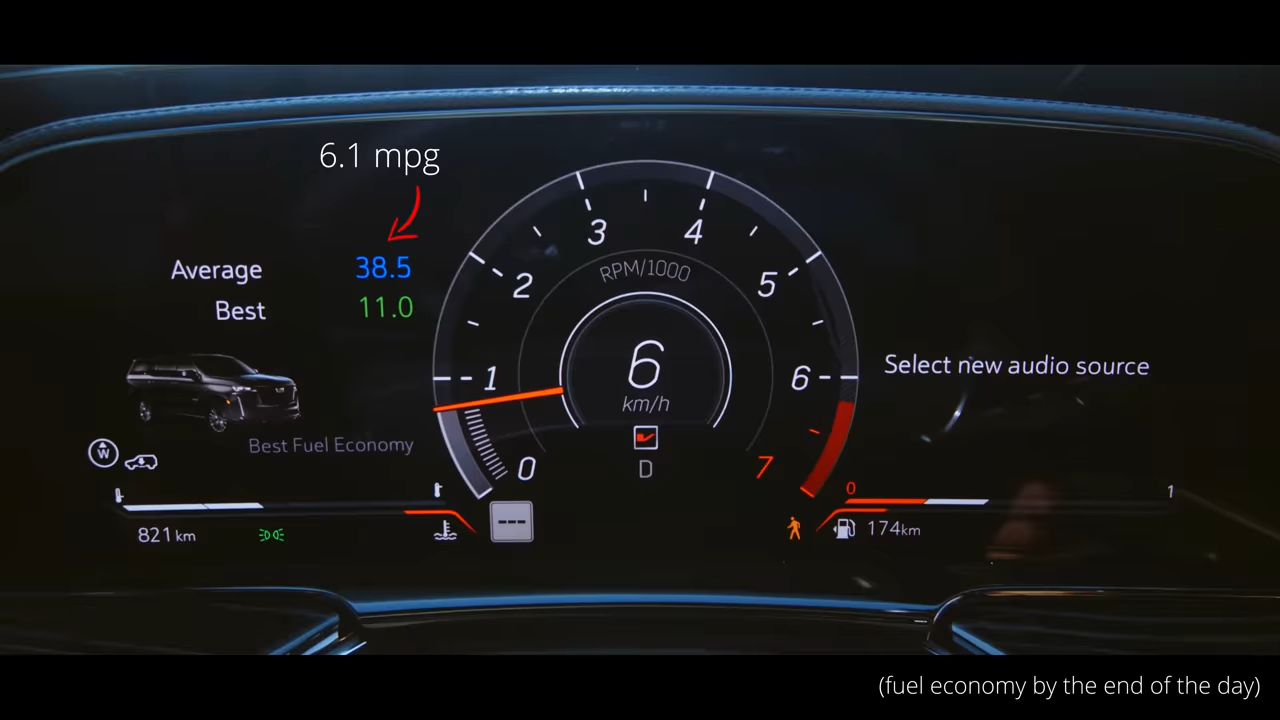 6.1 mpg
Average 38.5
Best 11.0
Best Fuel Economy
W
821 km
0 1 2 3 4 5 6 7
RPM/1000
6
km/h
D
---
Select new audio source
0 1
174 km
(fuel economy by the end of the day)